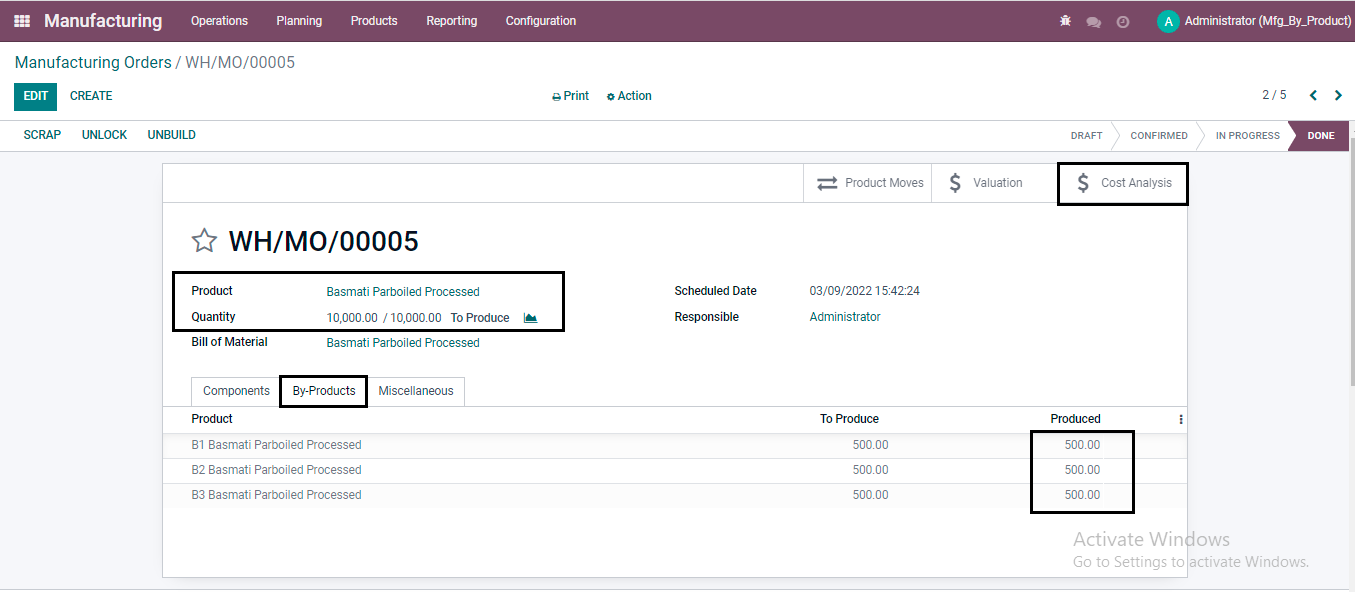 Manufacturing Operations Planning Products Reporting Configuration A Administrator (Mfg_By_Product)
Manufacturing Orders / WH/MO/00005
EDIT CREATE Print Action 2 / 5
SCRAP UNLOCK UNBUILD DRAFT CONFIRMED IN PROGRESS DONE
Product Moves $ Valuation $ Cost Analysis
WH/MO/00005
Product Basmati Parboiled Processed Scheduled Date 03/09/2022 15:42:24
Quantity 10,000.00 / 10,000.00 To Produce Responsible Administrator
Bill of Material Basmati Parboiled Processed
Components By-Products Miscellaneous
Product To Produce Produced
B1 Basmati Parboiled Processed 500.00 500.00
B2 Basmati Parboiled Processed 500.00 500.00
B3 Basmati Parboiled Processed 500.00 500.00
Activate Windows
Go to Settings to activate Windows.